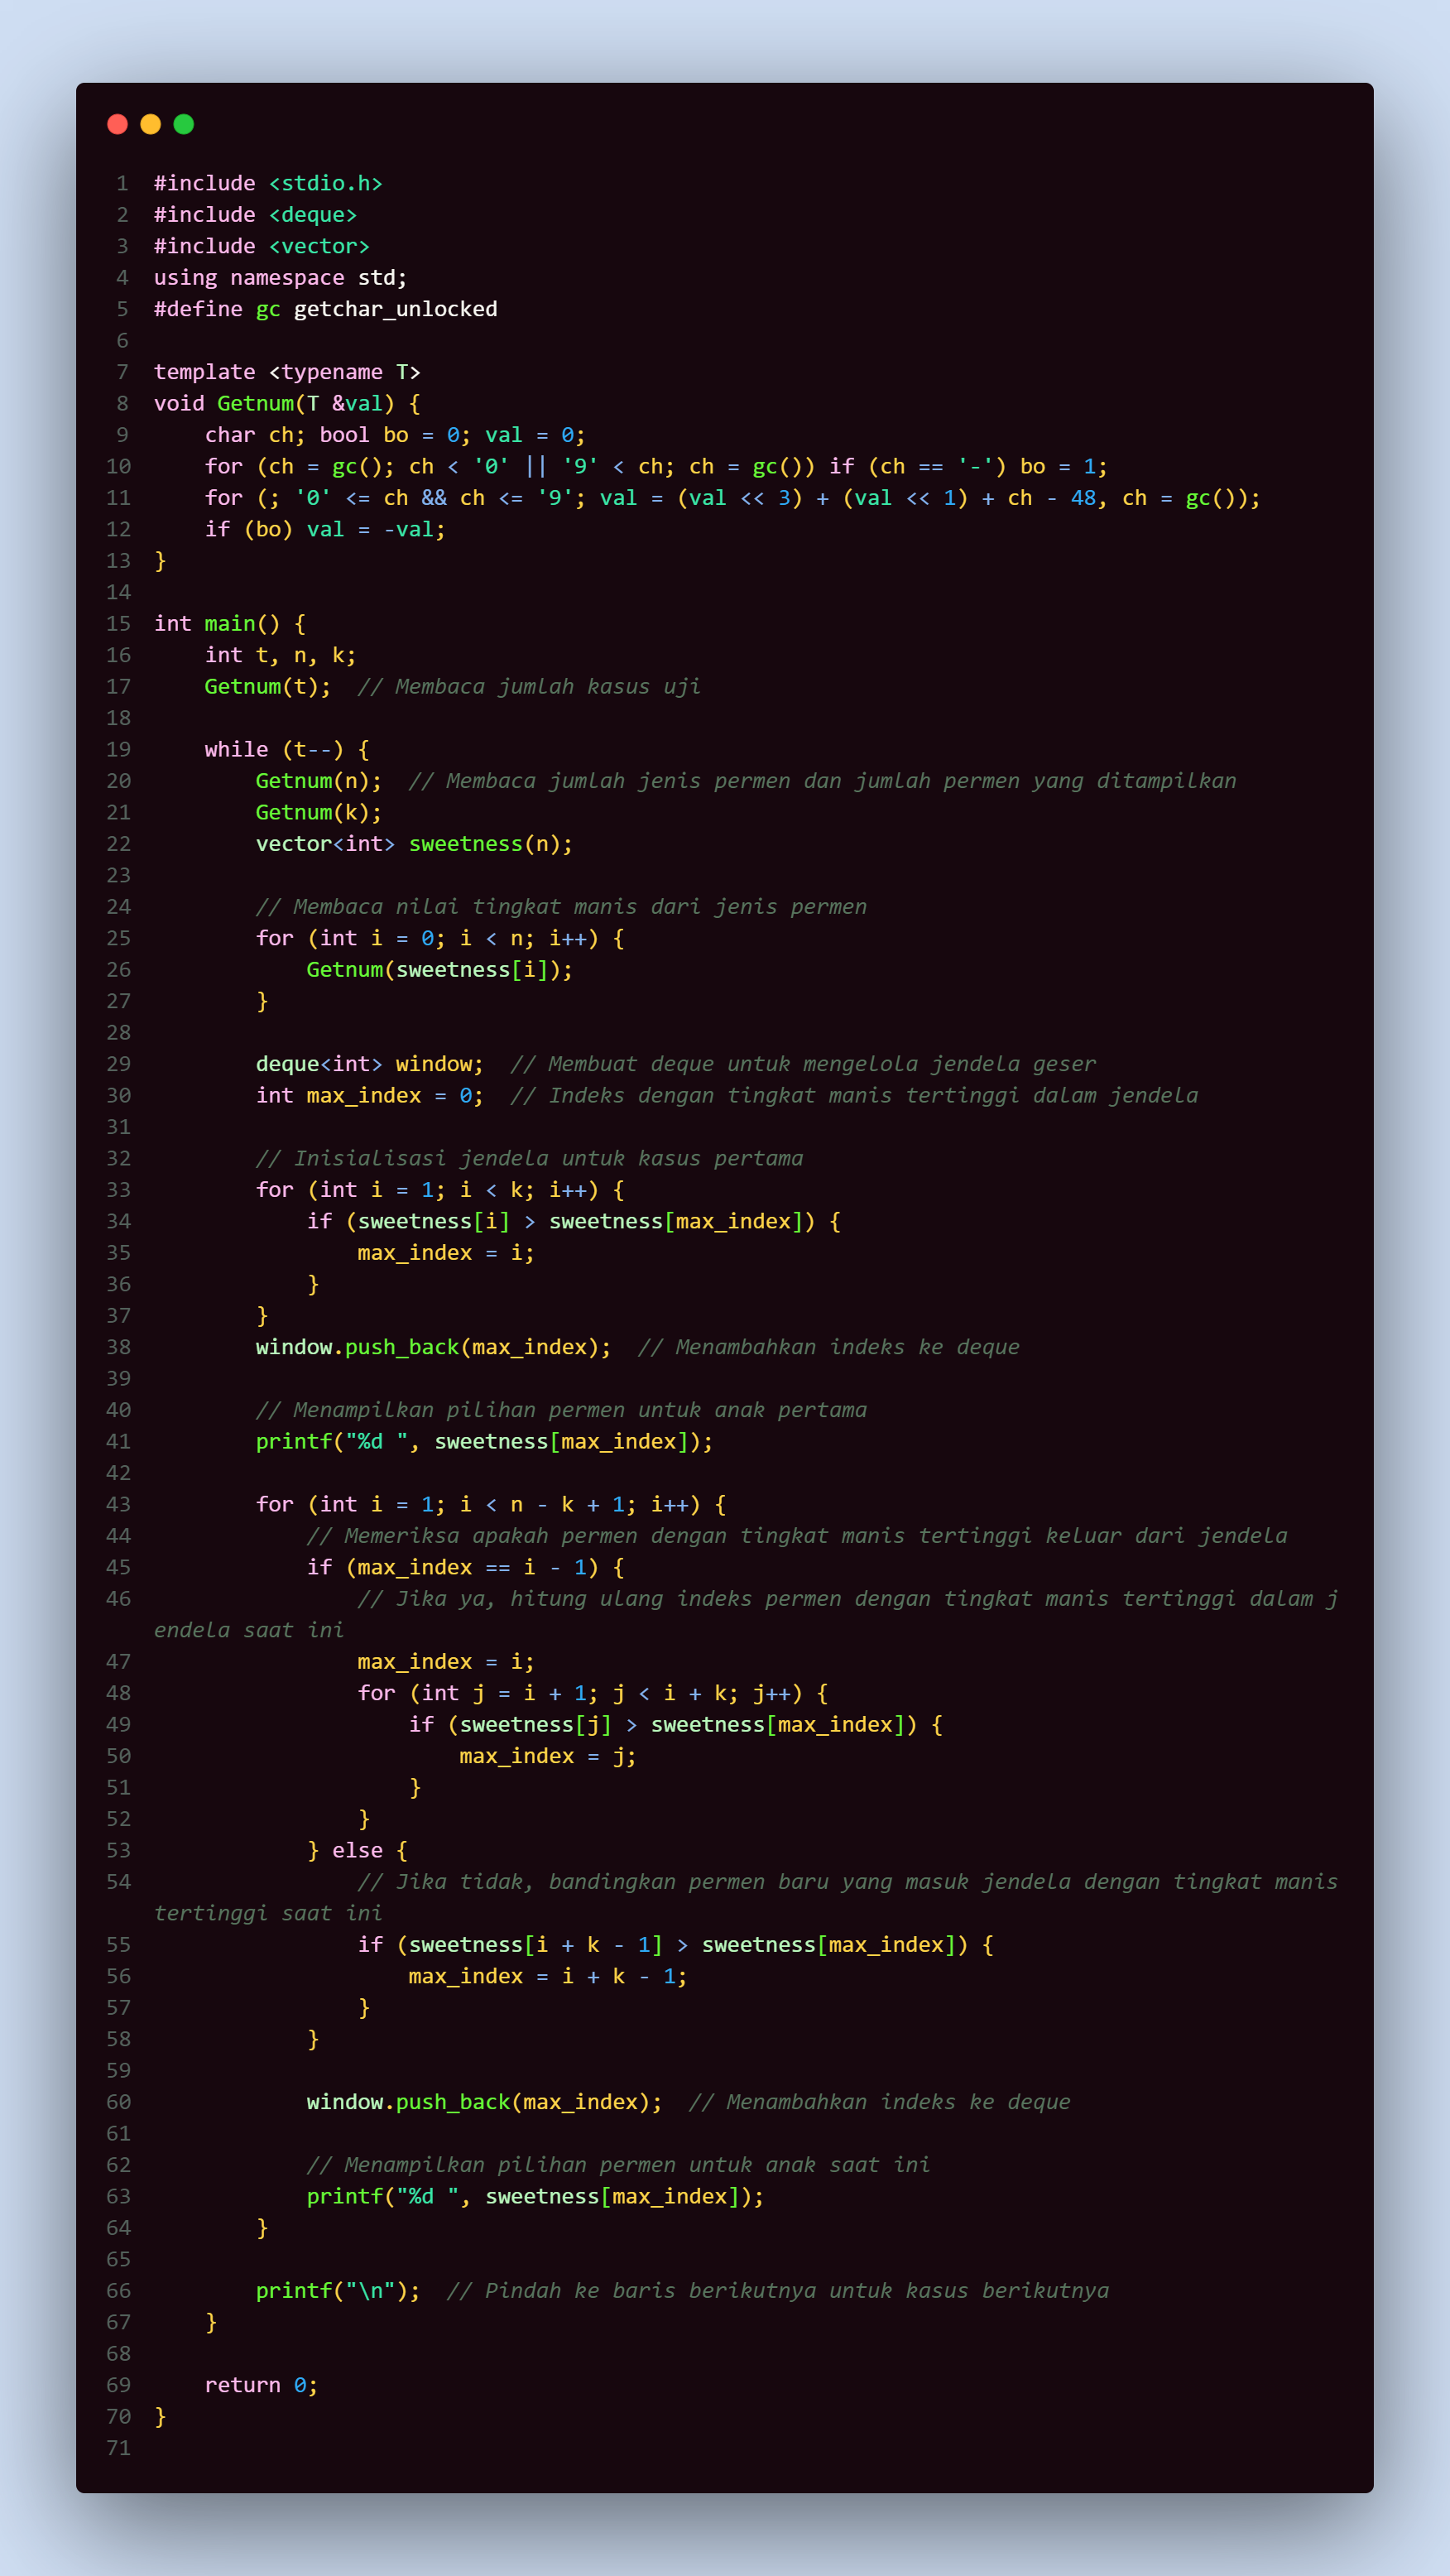 1 #include <stdio.h>
2 #include <deque>
3 #include <vector>
4 using namespace std;
5 #define gc getchar_unlocked
6
7 template <typename T>
8 void Getnum(T &val) {
9     char ch; bool bo = 0; val = 0;
10     for (ch = gc(); ch < '0' || '9' < ch; ch = gc()) if (ch == '-') bo = 1;
11     for (; '0' <= ch && ch <= '9'; val = (val << 3) + (val << 1) + ch - 48, ch = gc());
12     if (bo) val = -val;
13 }
14
15 int main() {
16     int t, n, k;
17     Getnum(t);  // Membaca jumlah kasus uji
18
19     while (t--) {
20         Getnum(n);  // Membaca jumlah jenis permen dan jumlah permen yang ditampilkan
21         Getnum(k);
22         vector<int> sweetness(n);
23
24         // Membaca nilai tingkat manis dari jenis permen
25         for (int i = 0; i < n; i++) {
26             Getnum(sweetness[i]);
27         }
28
29         deque<int> window;  // Membuat deque untuk mengelola jendela geser
30         int max_index = 0;  // Indeks dengan tingkat manis tertinggi dalam jendela
31
32         // Inisialisasi jendela untuk kasus pertama
33         for (int i = 1; i < k; i++) {
34             if (sweetness[i] > sweetness[max_index]) {
35                 max_index = i;
36             }
37         }
38         window.push_back(max_index);  // Menambahkan indeks ke deque
39
40         // Menampilkan pilihan permen untuk anak pertama
41         printf("%d ", sweetness[max_index]);
42
43         for (int i = 1; i < n - k + 1; i++) {
44             // Memeriksa apakah permen dengan tingkat manis tertinggi keluar dari jendela
45             if (max_index == i - 1) {
46                 // Jika ya, hitung ulang indeks permen dengan tingkat manis tertinggi dalam j
endela saat ini
47                 max_index = i;
48                 for (int j = i + 1; j < i + k; j++) {
49                     if (sweetness[j] > sweetness[max_index]) {
50                         max_index = j;
51                     }
52                 }
53             } else {
54                 // Jika tidak, bandingkan permen baru yang masuk jendela dengan tingkat manis
tertinggi saat ini
55                 if (sweetness[i + k - 1] > sweetness[max_index]) {
56                     max_index = i + k - 1;
57                 }
58             }
59
60             window.push_back(max_index);  // Menambahkan indeks ke deque
61
62             // Menampilkan pilihan permen untuk anak saat ini
63             printf("%d ", sweetness[max_index]);
64         }
65
66         printf("\n");  // Pindah ke baris berikutnya untuk kasus berikutnya
67     }
68
69     return 0;
70 }
71